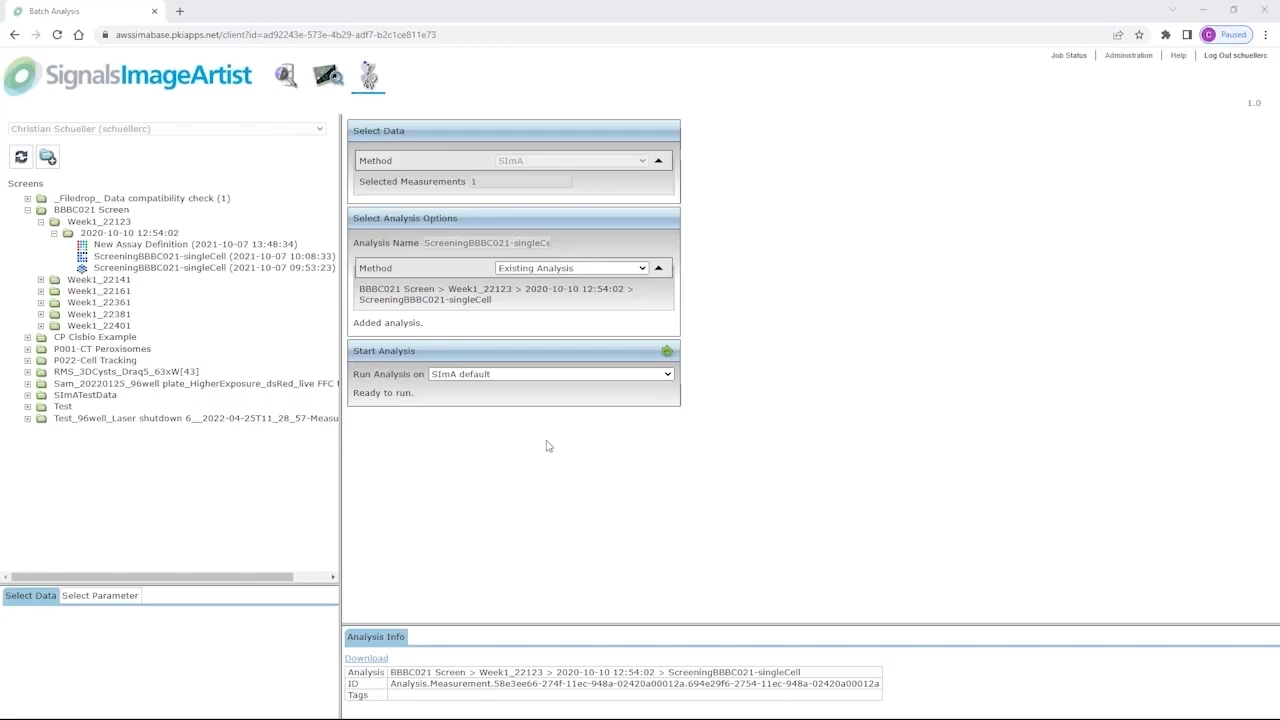 Batch Analysis
awssimabase.pkiapps.net/client?id=ad92243e-573e-4b29-adf7-b2c1ce811e73
C Paused
Job Status Administration Help Log Out schuellerc
SignalsImageArtist
1.0
Christian Schueller (schuellerc)
Screens
_Filedrop_ Data compatibility check (1)
BBBC021 Screen
Week1_22123
2020-10-10 12:54:02
New Assay Definition (2021-10-07 13:48:34)
ScreeningBBBC021-singleCell (2021-10-07 10:08:33)
ScreeningBBBC021-singleCell (2021-10-07 09:53:23)
Week1_22141
Week1_22161
Week1_22361
Week1_22381
Week1_22401
CP Cisbio Example
P001-CT Peroxisomes
P022-Cell Tracking
RMS_3DCysts_Draq5_63xW[43]
Sam_20220125_96well plate_HigherExposure_dsRed_live FFC t
SImATestData
Test
Test_96well_Laser shutdown 6__2022-04-25T11_28_57-Measu
Select Data Select Parameter
Select Data
Method SImA
Selected Measurements 1
Select Analysis Options
Analysis Name ScreeningBBBC021-singleCe
Method Existing Analysis
BBBC021 Screen > Week1_22123 > 2020-10-10 12:54:02 >
ScreeningBBBC021-singleCell
Added analysis.
Start Analysis
Run Analysis on SImA default
Ready to run.
Analysis Info
Download
Analysis BBBC021 Screen > Week1_22123 > 2020-10-10 12:54:02 > ScreeningBBBC021-singleCell
ID Analysis.Measurement.58e3ee66-274f-11ec-948a-02420a00012a.694e29f6-2754-11ec-948a-02420a00012a
Tags